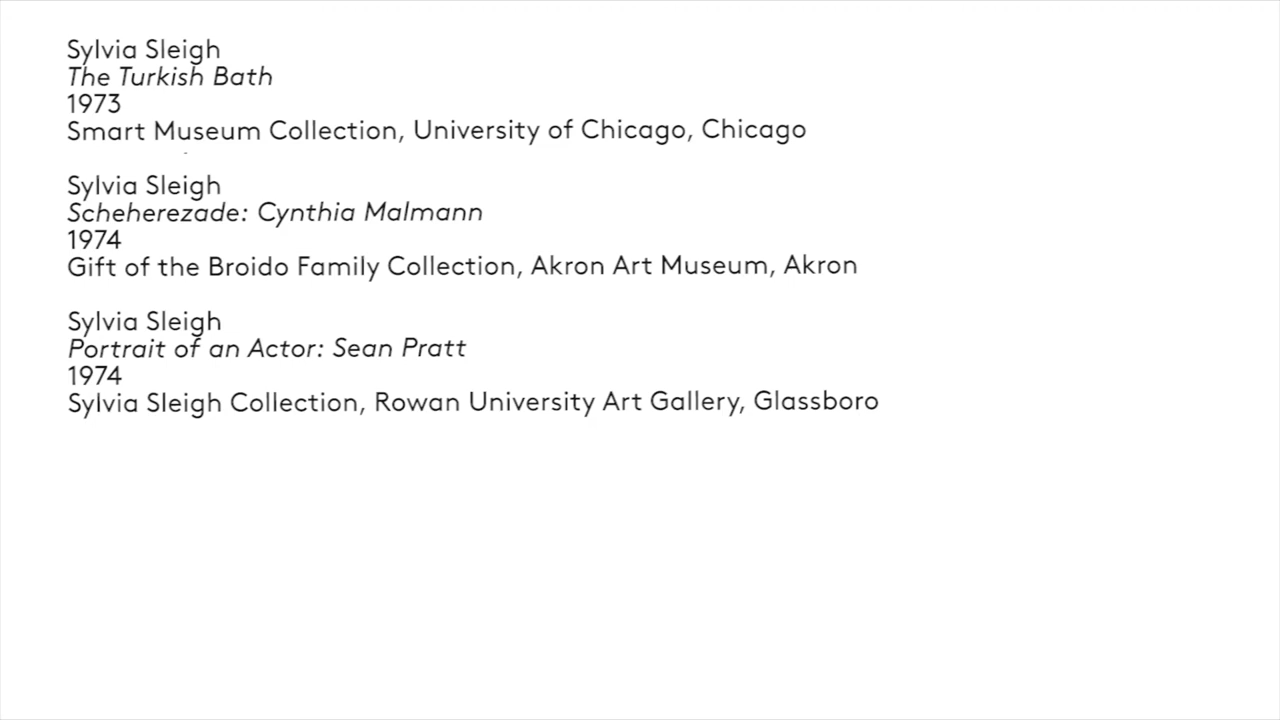 Sylvia Sleigh
The Turkish Bath
1973
Smart Museum Collection, University of Chicago, Chicago
Sylvia Sleigh
Scheherezade: Cynthia Malmann
1974
Gift of the Broido Family Collection, Akron Art Museum, Akron
Sylvia Sleigh
Portrait of an Actor: Sean Pratt
1974
Sylvia Sleigh Collection, Rowan University Art Gallery, Glassboro